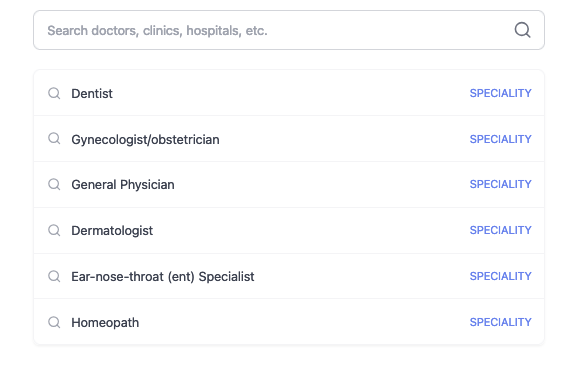 Search doctors, clinics, hospitals, etc.
Dentist SPECIALITY
Gynecologist/obstetrician SPECIALITY
General Physician SPECIALITY
Dermatologist SPECIALITY
Ear-nose-throat (ent) Specialist SPECIALITY
Homeopath SPECIALITY